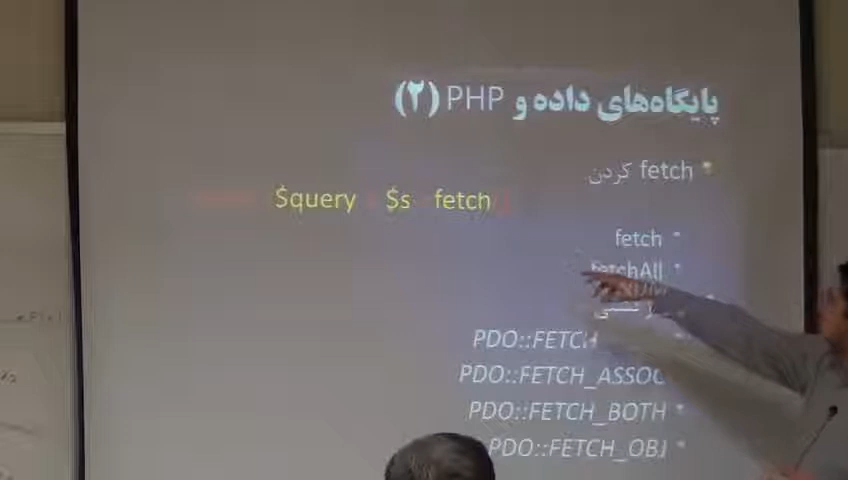 پایگاه‌های داده و PHP (۲)
fetch کردن
$query $s fetch
fetch
fetchAll
PDO::FETCH
PDO::FETCH_ASSOC
PDO::FETCH_BOTH
PDO::FETCH_OBJ